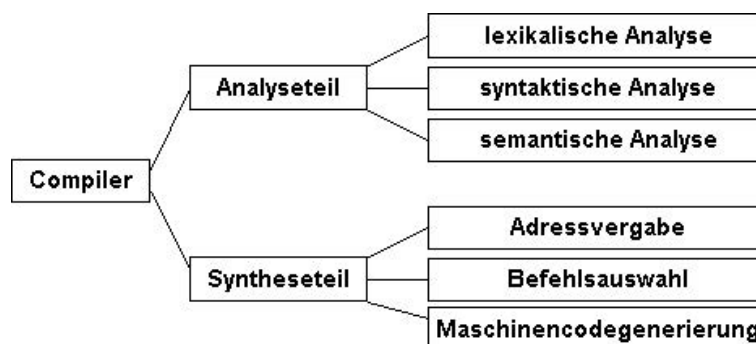 Compiler
Analyseteil
lexikalische Analyse
syntaktische Analyse
semantische Analyse
Syntheseteil
Adressvergabe
Befehlsauswahl
Maschinencodegenerierung